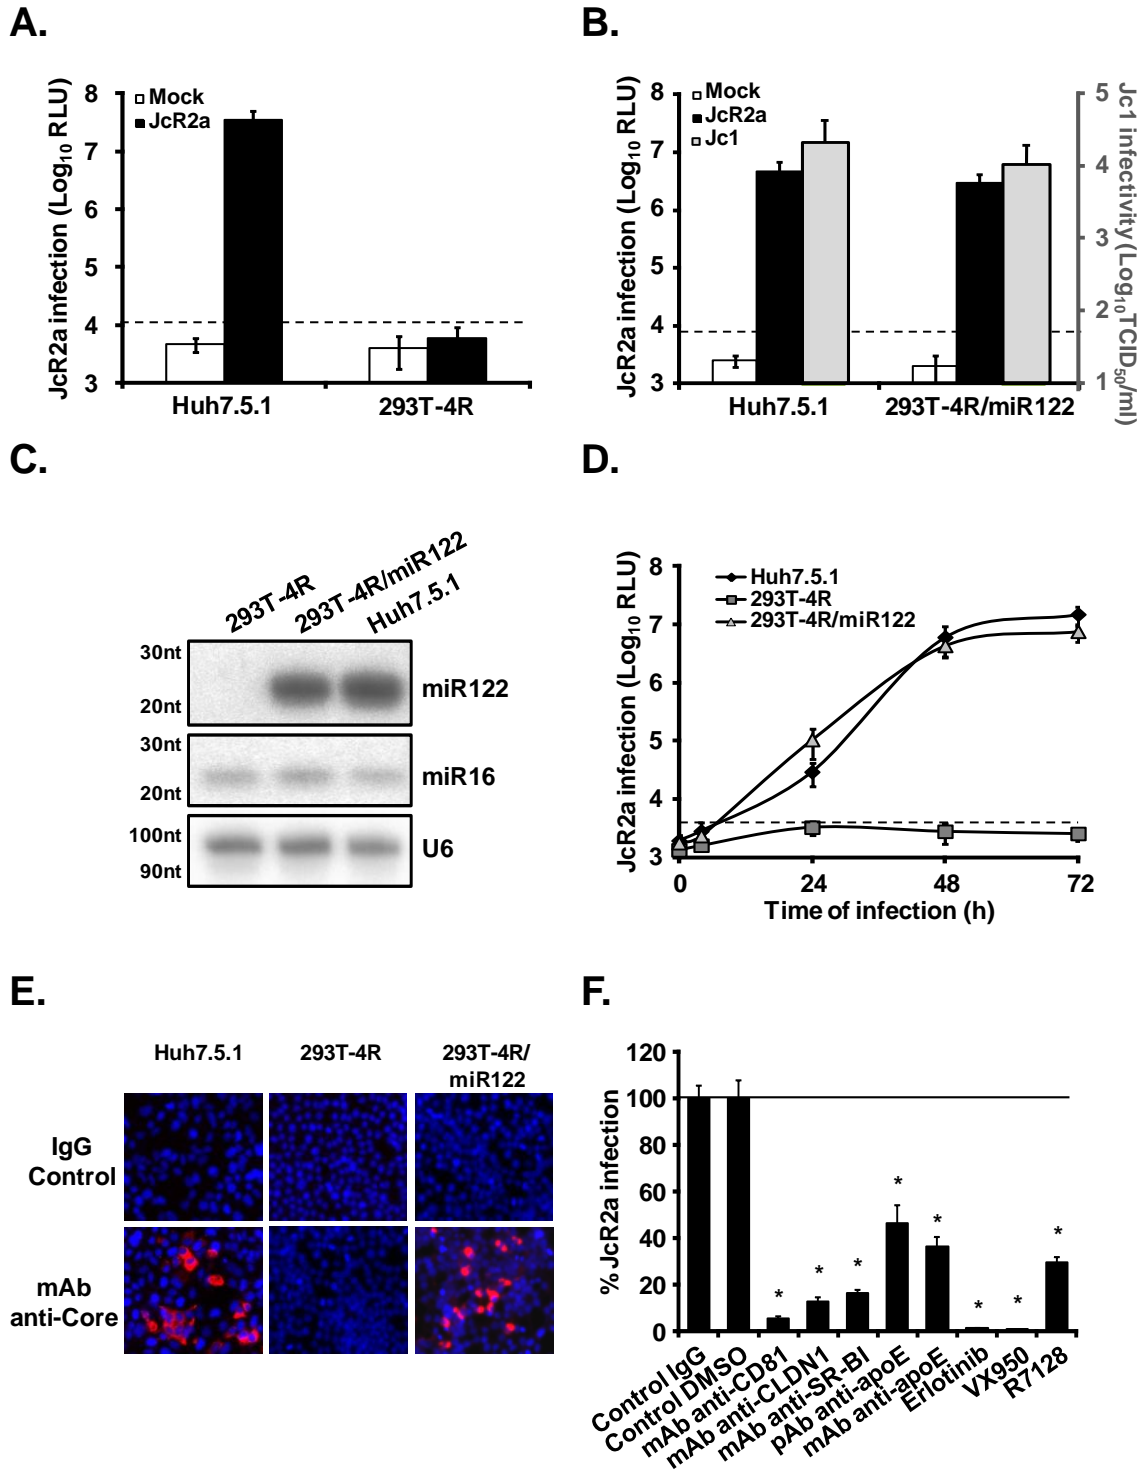 A.
JcR2a infection (Log10 RLU)
8
7
6
5
4
3
Mock
JcR2a
Huh7.5.1
293T-4R
B.
JcR2a infection (Log10 RLU)
8
7
6
5
4
3
Mock
JcR2a
Jc1
5
4
3
2
1
Jc1 infectivity (Log10TCID50/ml)
Huh7.5.1
293T-4R/miR122
C.
293T-4R
293T-4R/miR122
Huh7.5.1
30nt
20nt
miR122
30nt
20nt
miR16
100nt
90nt
U6
D.
JcR2a infection (Log10 RLU)
8
7
6
5
4
3
Huh7.5.1
293T-4R
293T-4R/miR122
0
24
48
72
Time of infection (h)
E.
Huh7.5.1
293T-4R
293T-4R/
miR122
IgG
Control
mAb
anti-Core
F.
% JcR2a infection
120
100
80
60
40
20
0
*
*
*
*
*
*
*
*
Control IgG
Control DMSO
mAb anti-CD81
mAb anti-CLDN1
mAb anti-SR-BI
pAb anti-apoE
mAb anti-apoE
Erlotinib
VX950
R7128